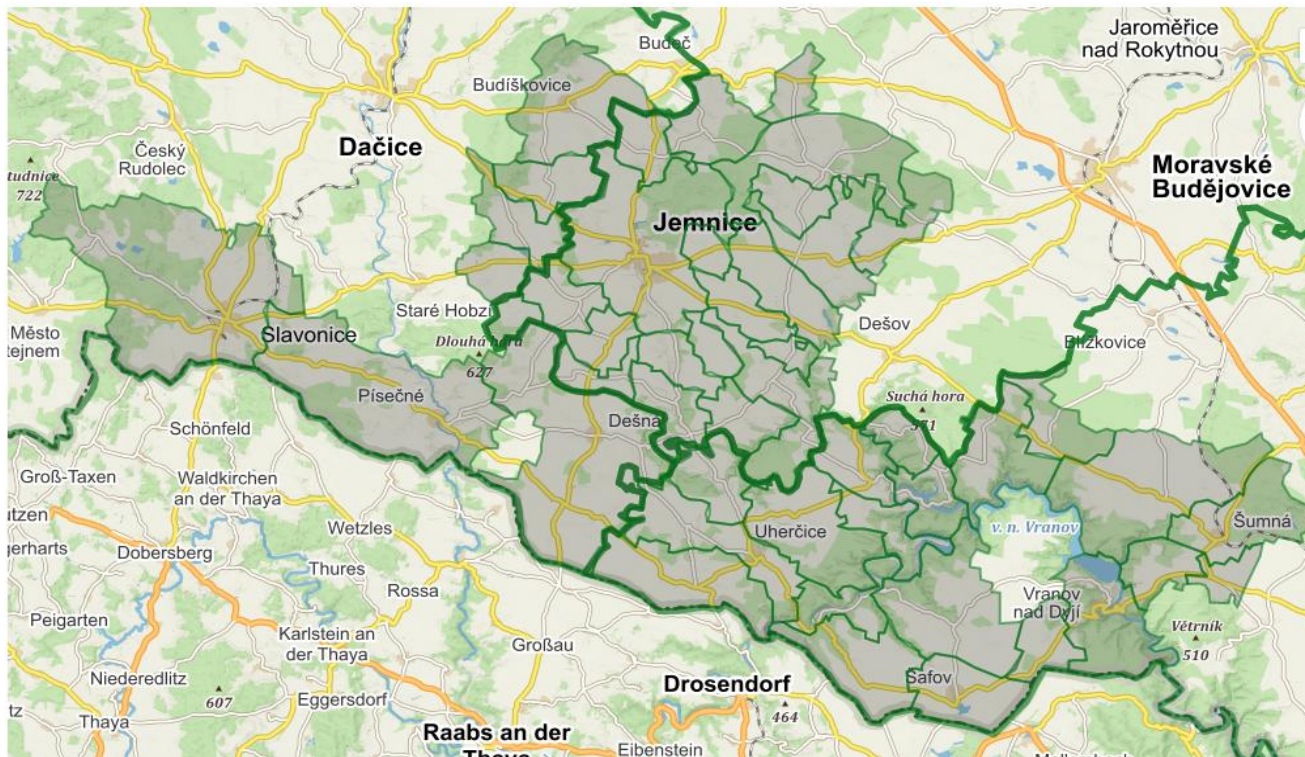 Jaroměřice
nad Rokytnou
Budeč
Budíškovice
Dačice
Český
Rudolec
722
Moravské
Budějovice
Jemnice
Staré Hobzí
Dešov
Město
Slavonice
Dlouhá hora
627
Blížkovice
Písečné
Suchá hora
Dešná
Schönfeld
Groß-Taxen
Waldkirchen
an der Thaya
Wetzles
Uherčice
v. n. Vranov
Šumná
Dobersberg
Thures
Rossa
Vranov
nad Dyjí
Peigarten
Karlstein an
der Thaya
Großau
Větrník
510
Niederedlitz
607
Eggersdorf
Drosendorf
464
Šafov
Thaya
Raabs an der
Thaya
Eibenstein